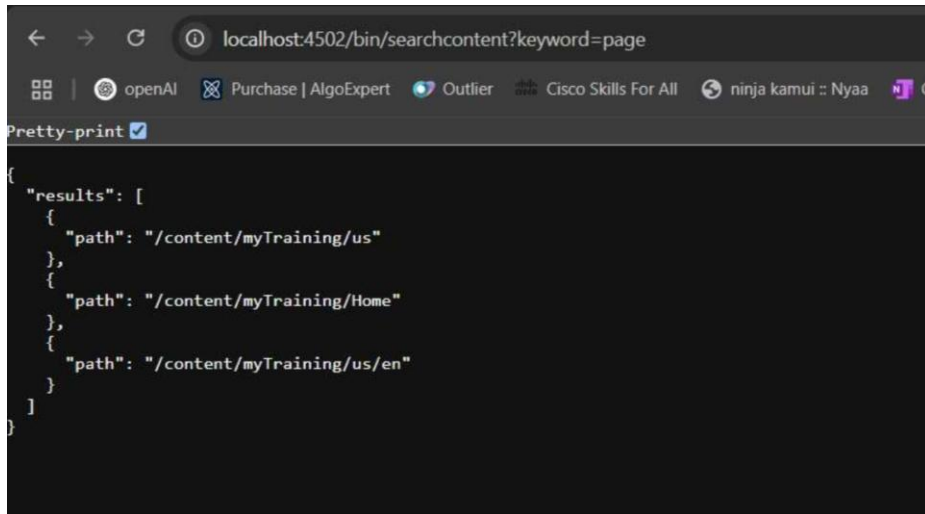 localhost:4502/bin/searchcontent?keyword=page
openAI Purchase | AlgoExpert Outlier Cisco Skills For All ninja kamui :: Nyaa
Pretty-print
{
"results": [
{
"path": "/content/myTraining/us"
},
{
"path": "/content/myTraining/Home"
},
{
"path": "/content/myTraining/us/en"
}
]
}